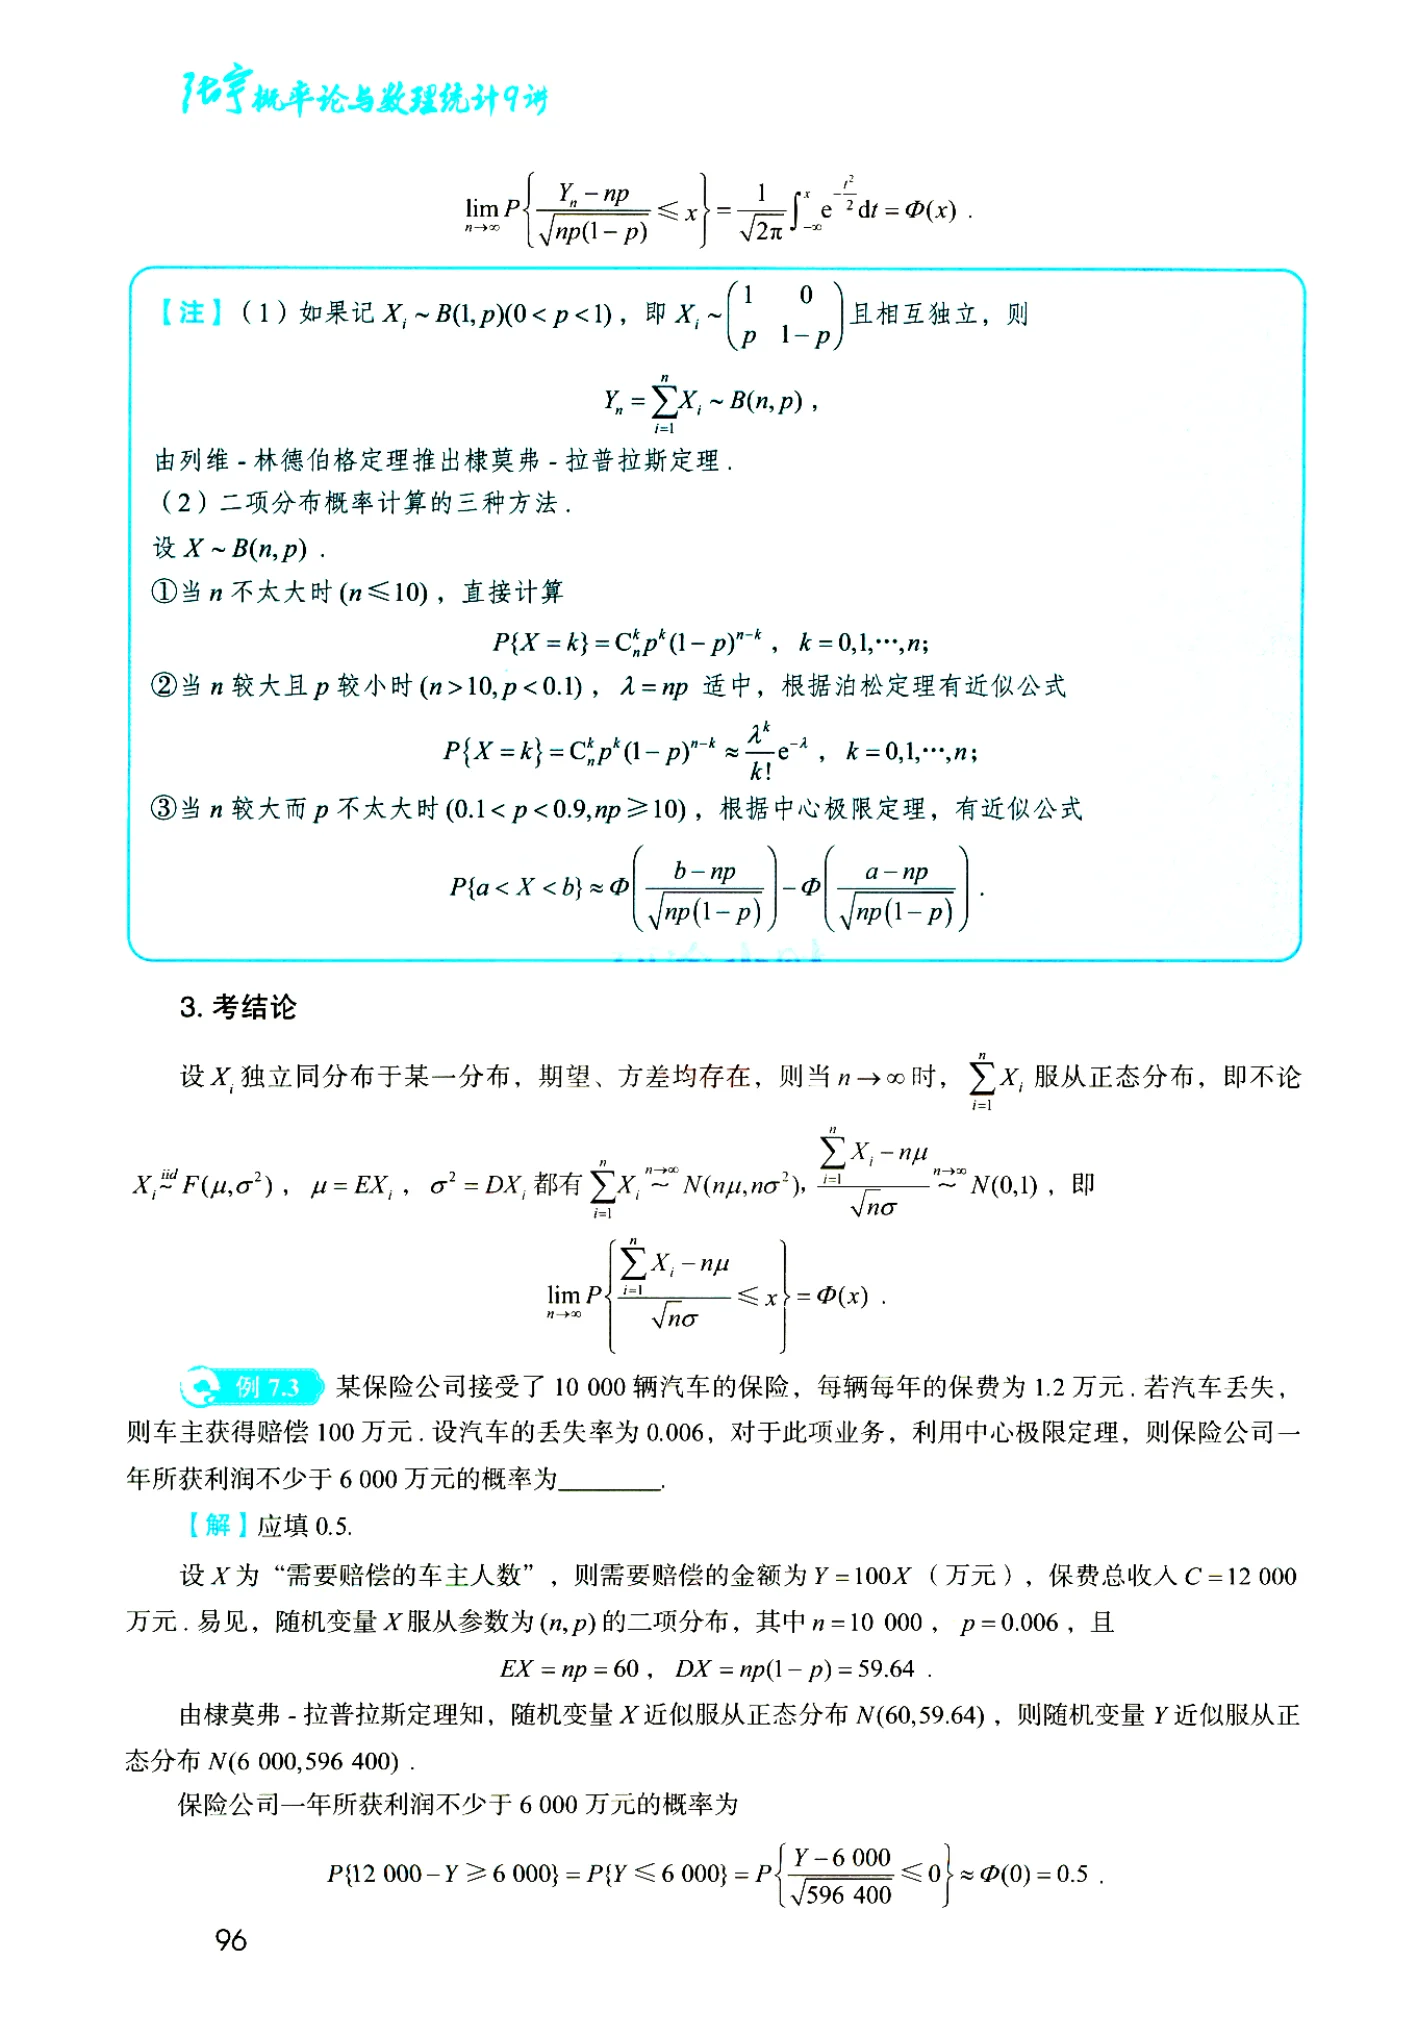 张宇概率论与数理统计9讲
$$\lim_{n\to\infty}P\left\{\frac{Y_n-np}{\sqrt{np(1-p)}}\leqslant x\right\}=\frac{1}{\sqrt{2\pi}}\int_{-\infty}^{x}\mathrm{e}^{-\frac{t^2}{2}}\mathrm{d}t=\Phi(x).$$
【注】(1)如果记 $X_i\sim B(1,p)(0<p<1)$，即 $X_i\sim\begin{pmatrix}1&0\\p&1-p\end{pmatrix}$ 且相互独立，则
$$Y_n=\sum_{i=1}^{n}X_i\sim B(n,p),$$
由列维-林德伯格定理推出棣莫弗-拉普拉斯定理.
(2)二项分布概率计算的三种方法.
设 $X\sim B(n,p)$.
①当 $n$ 不太大时 $(n\leqslant 10)$，直接计算
$$P\{X=k\}=\mathrm{C}_n^k p^k(1-p)^{n-k},\ k=0,1,\cdots,n;$$
②当 $n$ 较大且 $p$ 较小时 $(n>10,p<0.1)$，$\lambda=np$ 适中，根据泊松定理有近似公式
$$P\{X=k\}=\mathrm{C}_n^k p^k(1-p)^{n-k}\approx\frac{\lambda^k}{k!}\mathrm{e}^{-\lambda},\ k=0,1,\cdots,n;$$
③当 $n$ 较大而 $p$ 不太大时 $(0.1<p<0.9,np\geqslant 10)$，根据中心极限定理，有近似公式
$$P\{a<X<b\}\approx\Phi\left(\frac{b-np}{\sqrt{np(1-p)}}\right)-\Phi\left(\frac{a-np}{\sqrt{np(1-p)}}\right).$$
3. 考结论
设 $X_i$ 独立同分布于某一分布，期望、方差均存在，则当 $n\to\infty$ 时，$\sum_{i=1}^{n}X_i$ 服从正态分布，即不论
$X_i\overset{iid}{\sim}F(\mu,\sigma^2)$，$\mu=EX_i$，$\sigma^2=DX_i$ 都有 $\sum_{i=1}^{n}X_i\overset{n\to\infty}{\sim}N(n\mu,n\sigma^2)$, $\frac{\sum_{i=1}^{n}X_i-n\mu}{\sqrt{n}\sigma}\overset{n\to\infty}{\sim}N(0,1)$，即
$$\lim_{n\to\infty}P\left\{\frac{\sum_{i=1}^{n}X_i-n\mu}{\sqrt{n}\sigma}\leqslant x\right\}=\Phi(x).$$
例 7.3 某保险公司接受了 10 000 辆汽车的保险，每辆每年的保费为 1.2 万元.若汽车丢失，
则车主获得赔偿 100 万元.设汽车的丢失率为 0.006，对于此项业务，利用中心极限定理，则保险公司一
年所获利润不少于 6 000 万元的概率为________.
【解】应填 0.5.
设 $X$ 为“需要赔偿的车主人数”，则需要赔偿的金额为 $Y=100X$（万元），保费总收入 $C=12\ 000$
万元.易见，随机变量 $X$ 服从参数为 $(n,p)$ 的二项分布，其中 $n=10\ 000$，$p=0.006$，且
$$EX=np=60,\ DX=np(1-p)=59.64.$$
由棣莫弗-拉普拉斯定理知，随机变量 $X$ 近似服从正态分布 $N(60,59.64)$，则随机变量 $Y$ 近似服从正
态分布 $N(6\ 000,596\ 400)$.
保险公司一年所获利润不少于 6 000 万元的概率为
$$P\{12\ 000-Y\geqslant 6\ 000\}=P\{Y\leqslant 6\ 000\}=P\left\{\frac{Y-6\ 000}{\sqrt{596\ 400}}\leqslant 0\right\}\approx\Phi(0)=0.5.$$
96